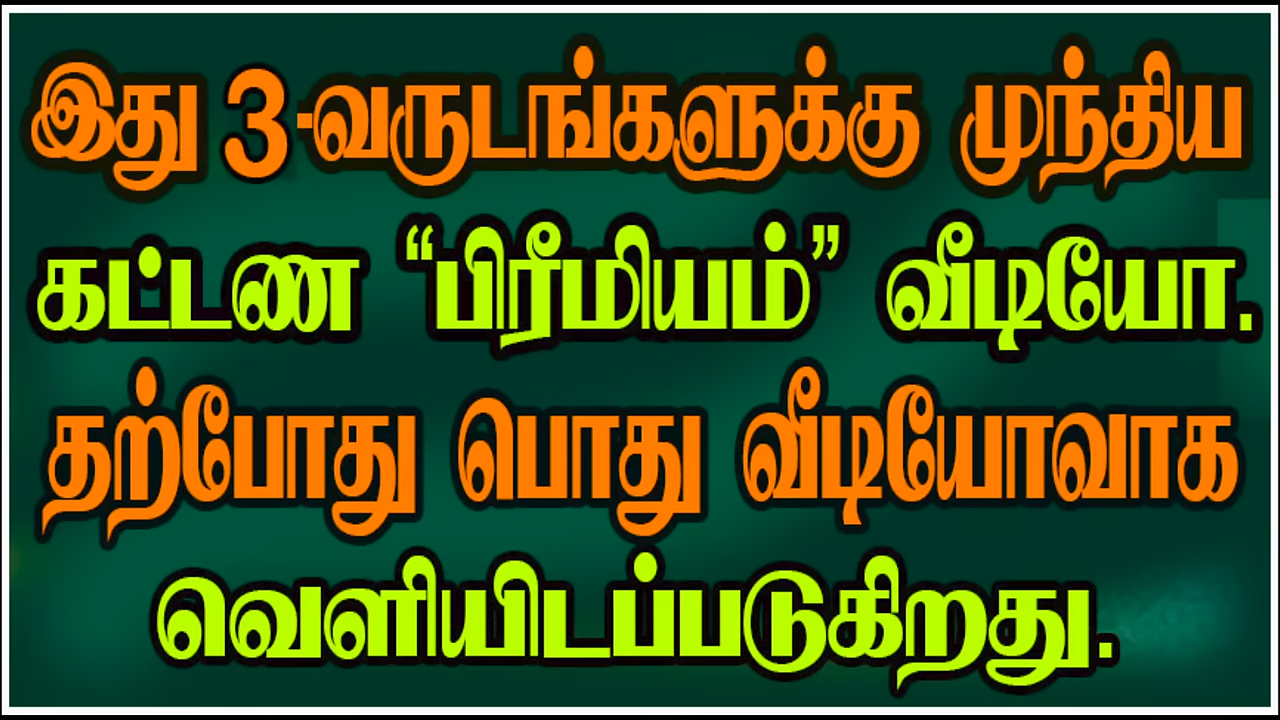 இது 3-வருடங்களுக்கு முந்திய
கட்டண “பிரீமியம்” வீடியோ.
தற்போது பொது வீடியோவாக
வெளியிடப்படுகிறது.